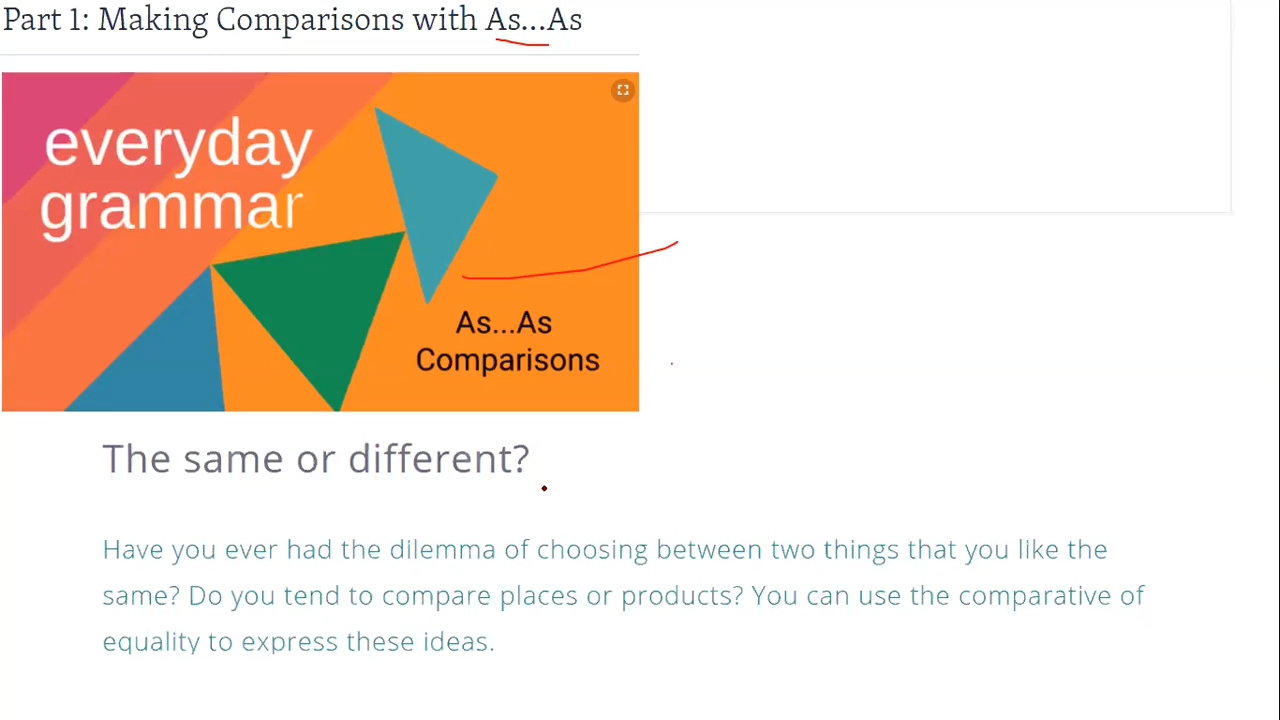 Part 1: Making Comparisons with As...As
everyday
grammar
As...As
Comparisons
The same or different?
Have you ever had the dilemma of choosing between two things that you like the
same? Do you tend to compare places or products? You can use the comparative of
equality to express these ideas.